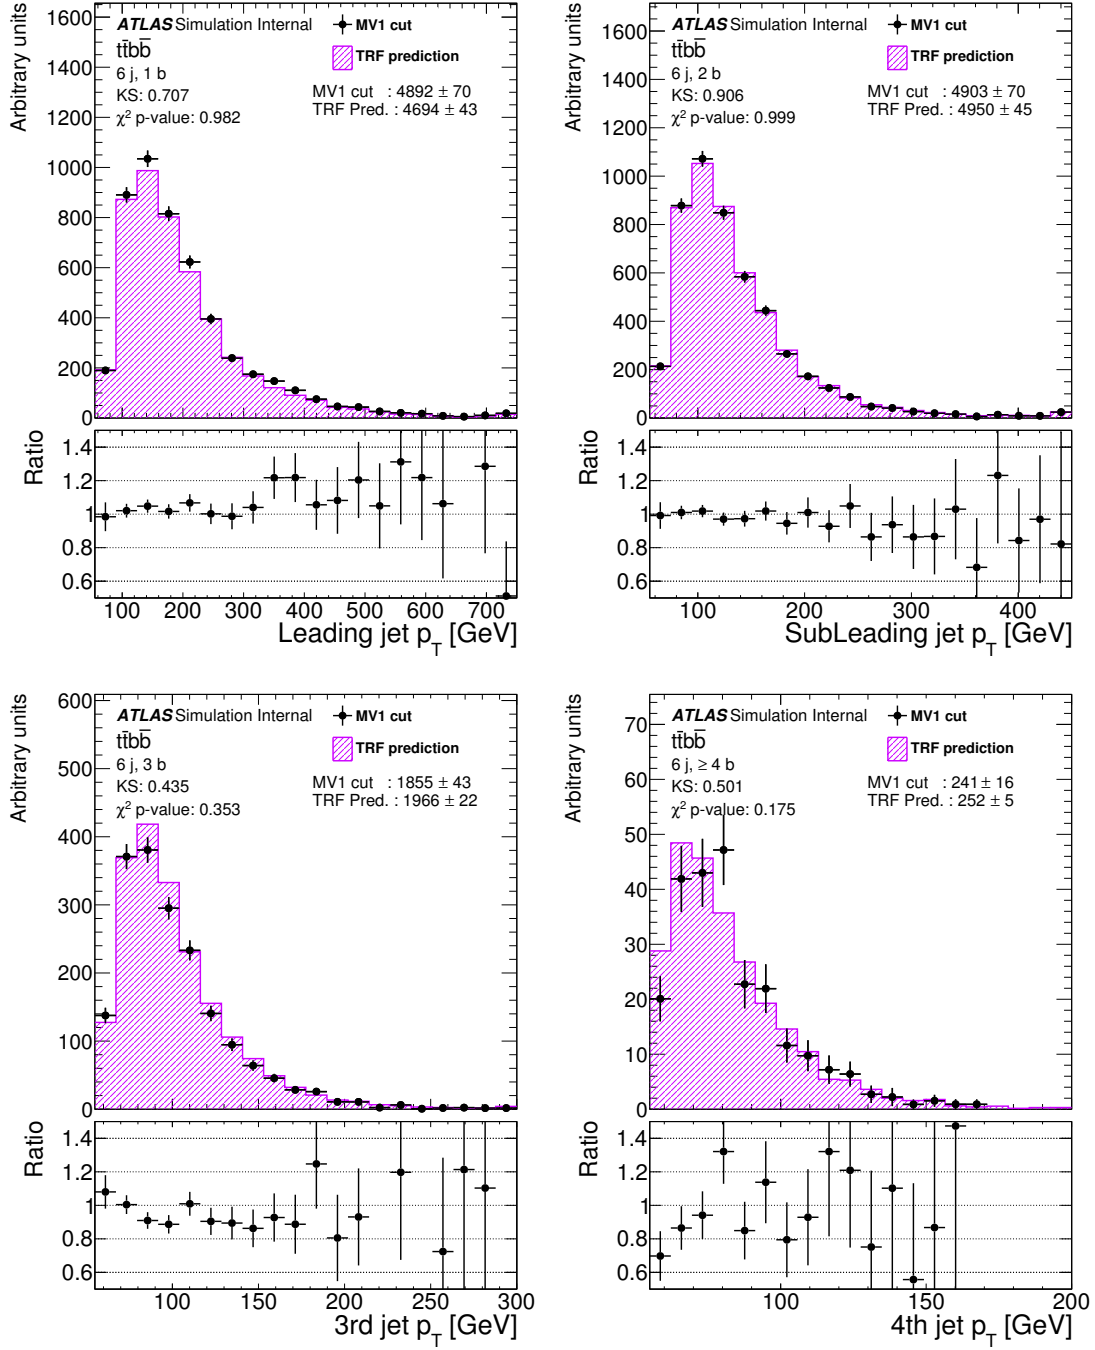 Arbitrary units
1600
1400
1200
1000
800
600
400
200
0
ATLAS Simulation Internal
tt̄bb̄
6 j, 1 b
KS: 0.707
χ² p-value: 0.982
MV1 cut
TRF prediction
MV1 cut : 4892 ± 70
TRF Pred. : 4694 ± 43
Ratio
1.4
1.2
1
0.8
0.6
100 200 300 400 500 600 700
Leading jet p_T [GeV]
Arbitrary units
1600
1400
1200
1000
800
600
400
200
0
ATLAS Simulation Internal
tt̄bb̄
6 j, 2 b
KS: 0.906
χ² p-value: 0.999
MV1 cut
TRF prediction
MV1 cut : 4903 ± 70
TRF Pred. : 4950 ± 45
Ratio
1.4
1.2
1
0.8
0.6
100 200 300 400
SubLeading jet p_T [GeV]
Arbitrary units
600
500
400
300
200
100
0
ATLAS Simulation Internal
tt̄bb̄
6 j, 3 b
KS: 0.435
χ² p-value: 0.353
MV1 cut
TRF prediction
MV1 cut : 1855 ± 43
TRF Pred. : 1966 ± 22
Ratio
1.4
1.2
1
0.8
0.6
100 150 200 250 300
3rd jet p_T [GeV]
Arbitrary units
70
60
50
40
30
20
10
0
ATLAS Simulation Internal
tt̄bb̄
6 j, ≥ 4 b
KS: 0.501
χ² p-value: 0.175
MV1 cut
TRF prediction
MV1 cut : 241 ± 16
TRF Pred. : 252 ± 5
Ratio
1.4
1.2
1
0.8
0.6
100 150 200
4th jet p_T [GeV]